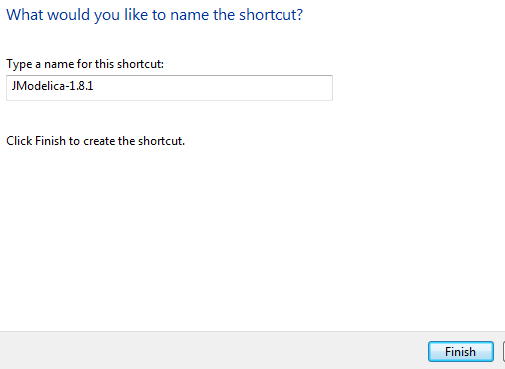 What would you like to name the shortcut?
Type a name for this shortcut:
JModelica-1.8.1
Click Finish to create the shortcut.
Finish